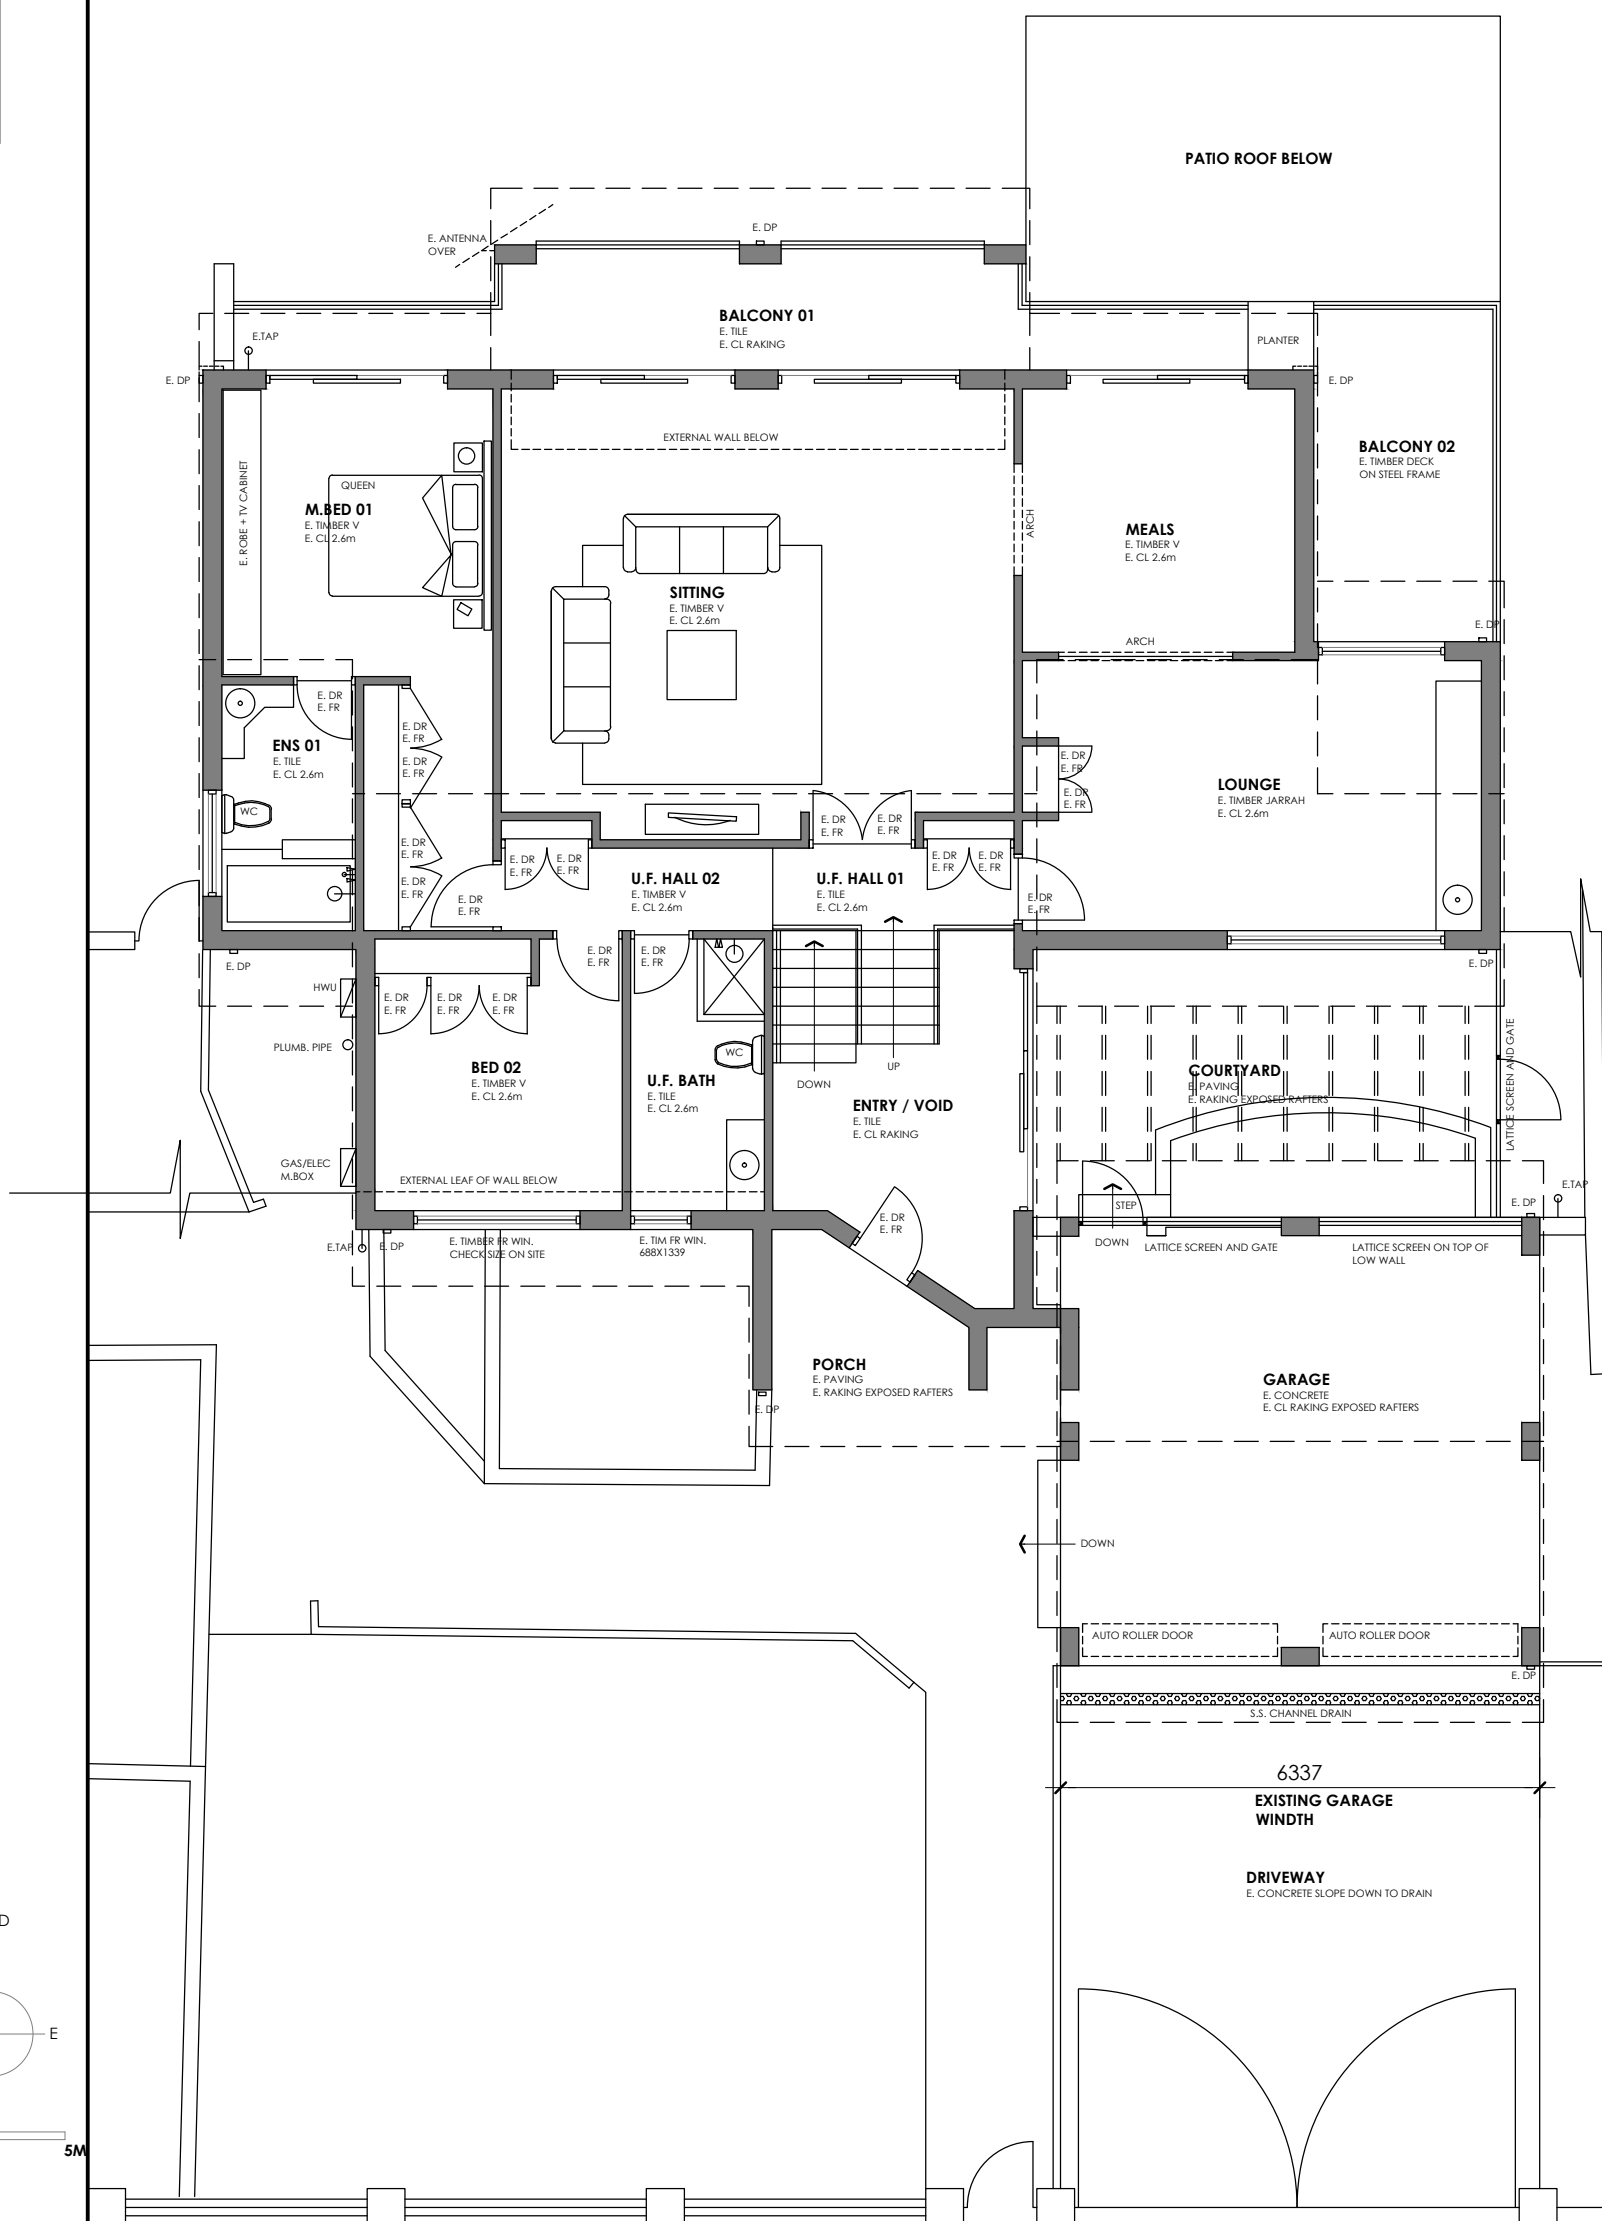 PATIO ROOF BELOW
E. ANTENNA
OVER
E. DP
BALCONY 01
E. TILE
E. CL RAKING
E.TAP
PLANTER
E. DP
E. DP
EXTERNAL WALL BELOW
BALCONY 02
E. TIMBER DECK
ON STEEL FRAME
E. ROBE + TV CABINET
QUEEN
M.BED 01
E. TIMBER V
E. CL 2.6m
ARCH
MEALS
E. TIMBER V
E. CL 2.6m
SITTING
E. TIMBER V
E. CL 2.6m
E. DP
ARCH
E. DR
E. FR
ENS 01
E. TILE
E. CL 2.6m
E. DR
E. FR
E. DR
E. FR
E. DR
E. FR
E. DR
E. FR
LOUNGE
E. TIMBER JARRAH
E. CL 2.6m
WC
E. DR
E. FR
E. DR
E. FR
E. DR
E. FR
E. DR
E. FR
E. DR
E. FR
E. DR
E. FR
E. DR
E. FR
E. DR
E. FR
U.F. HALL 02
E. TIMBER V
E. CL 2.6m
U.F. HALL 01
E. TILE
E. CL 2.6m
E. DR
E. FR
E. DR
E. FR
E. DP
E. DR
E. FR
E. DR
E. FR
E. DP
HWU
E. DR
E. FR
E. DR
E. FR
E. DR
E. FR
PLUMB. PIPE
BED 02
E. TIMBER V
E. CL 2.6m
WC
U.F. BATH
E. TILE
E. CL 2.6m
DOWN
UP
ENTRY / VOID
E. TILE
E. CL RAKING
COURTYARD
E. PAVING
E. RAKING EXPOSED RAFTERS
LATTICE SCREEN AND GATE
GAS/ELEC
M.BOX
EXTERNAL LEAF OF WALL BELOW
E.TAP
E. DP
STEP
E. DR
E. FR
E.TAP
E. DP
E. TIMBER FR WIN.
CHECK SIZE ON SITE
E. TIM FR WIN.
688X1339
DOWN
LATTICE SCREEN AND GATE
LATTICE SCREEN ON TOP OF
LOW WALL
PORCH
E. PAVING
E. RAKING EXPOSED RAFTERS
GARAGE
E. CONCRETE
E. CL RAKING EXPOSED RAFTERS
E. DP
DOWN
AUTO ROLLER DOOR
AUTO ROLLER DOOR
E. DP
S.S. CHANNEL DRAIN
6337
EXISTING GARAGE
WINDTH
DRIVEWAY
E. CONCRETE SLOPE DOWN TO DRAIN
D
E
5M